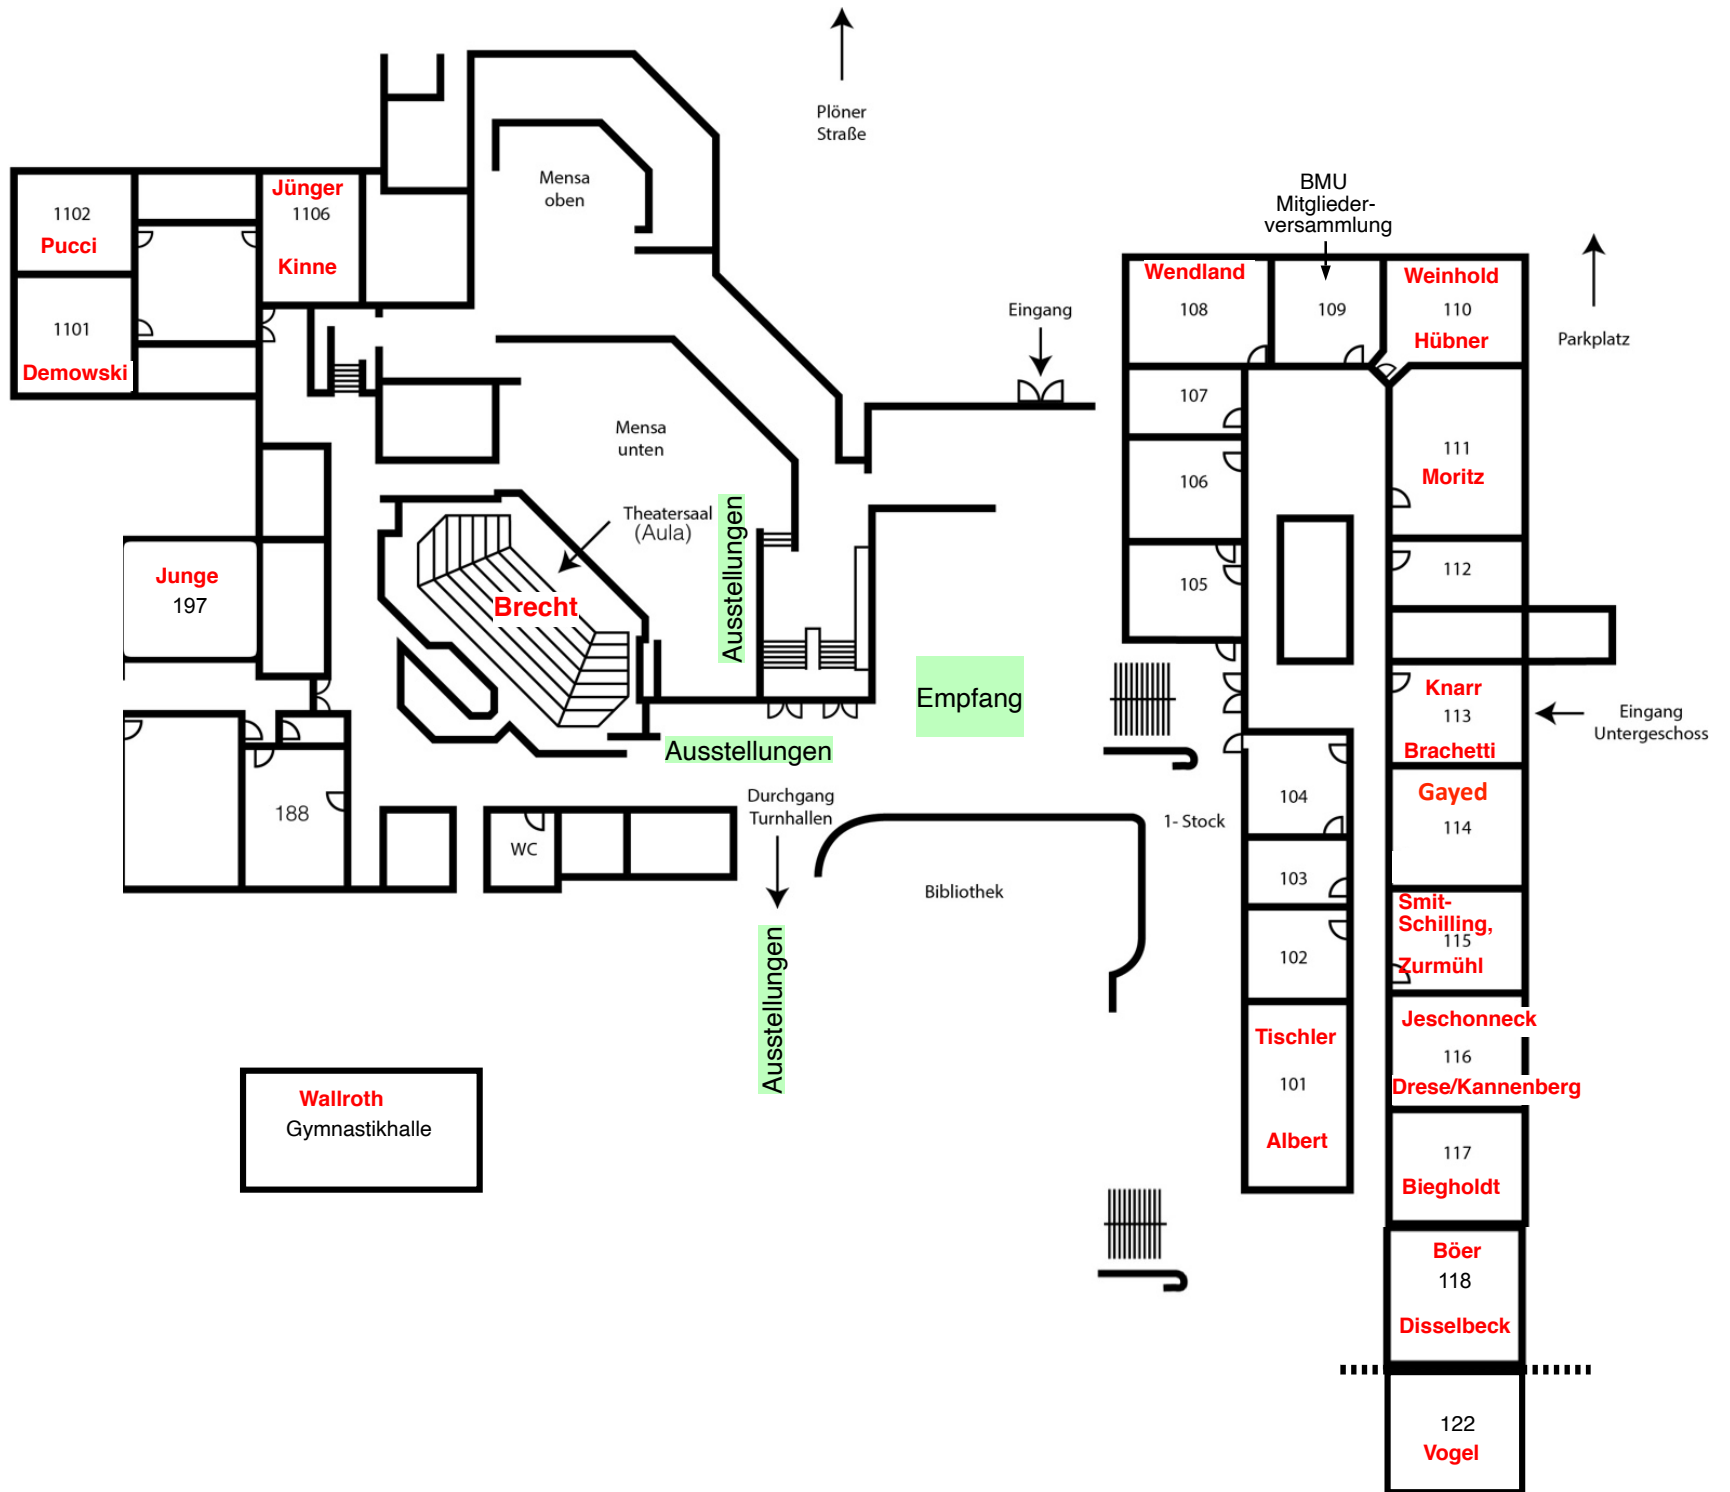 Plöner
Straße
Mensa
oben
1102
Pucci
Jünger
1106
Kinne
1101
Demowski
BMU
Mitglieder-
versammlung
Wendland
108
109
Weinhold
110
Hübner
Parkplatz
Eingang
107
106
105
111
Moritz
112
Mensa
unten
Theatersaal
(Aula)
Ausstellungen
Brecht
Junge
197
Empfang
Ausstellungen
Knarr
113
Brachetti
Eingang
Untergeschoss
188
WC
Durchgang
Turnhallen
Bibliothek
1- Stock
104
103
102
Gayed
114
Smit-
Schilling,
115
Zurmühl
Ausstellungen
Tischler
101
Albert
Jeschonneck
116
Drese/Kannenberg
Wallroth
Gymnastikhalle
117
Biegholdt
Böer
118
Disselbeck
122
Vogel